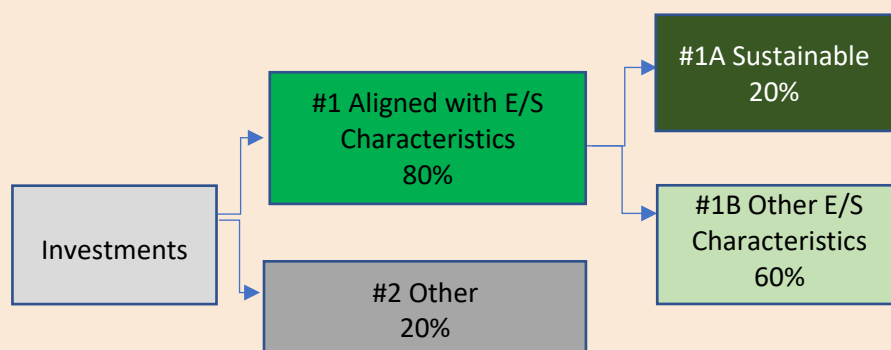 Investments
#1 Aligned with E/S
Characteristics
80%
#2 Other
20%
#1A Sustainable
20%
#1B Other E/S
Characteristics
60%